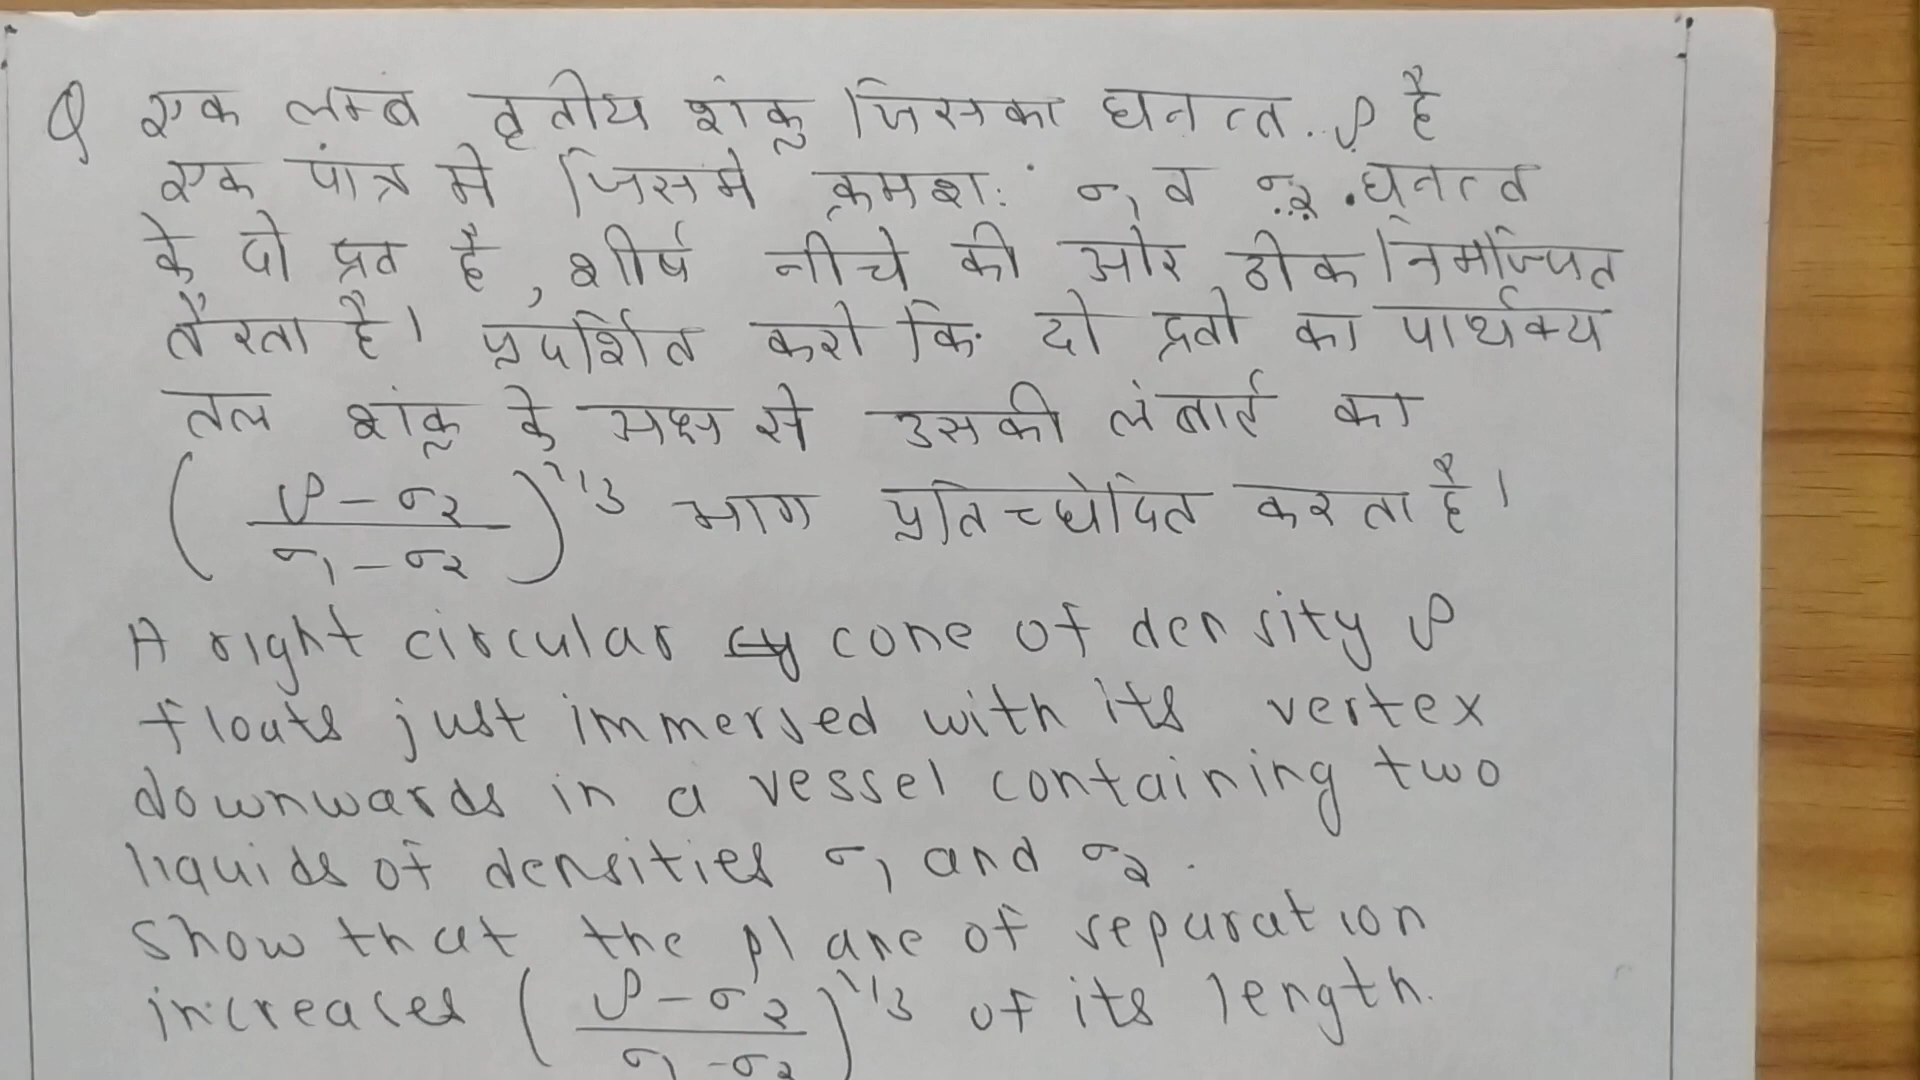 Q एक लम्ब वृतीय शंकु जिसका घनत्त्व ρ है
एक पात्र मे जिसमे क्रमशः σ₁ व σ₂ घनत्त्व
के दो द्रव है, शीर्ष नीचे की ओर ठीक निमज्जित
तैरता है। प्रदर्शित करो कि दो द्रवो का पार्थक्य
तल शंकु के अक्ष से उसकी लंबाई का
((ρ-σ₂)/(σ₁-σ₂))^1/3 भाग प्रतिच्छेदित करता है।
A right circular cone of density ρ
floats just immersed with its vertex
downwards in a vessel containing two
liquids of densities σ₁ and σ₂.
show that the plane of separation
increaces ((ρ-σ₂)/(σ₁-σ₂))^1/3 of its length.